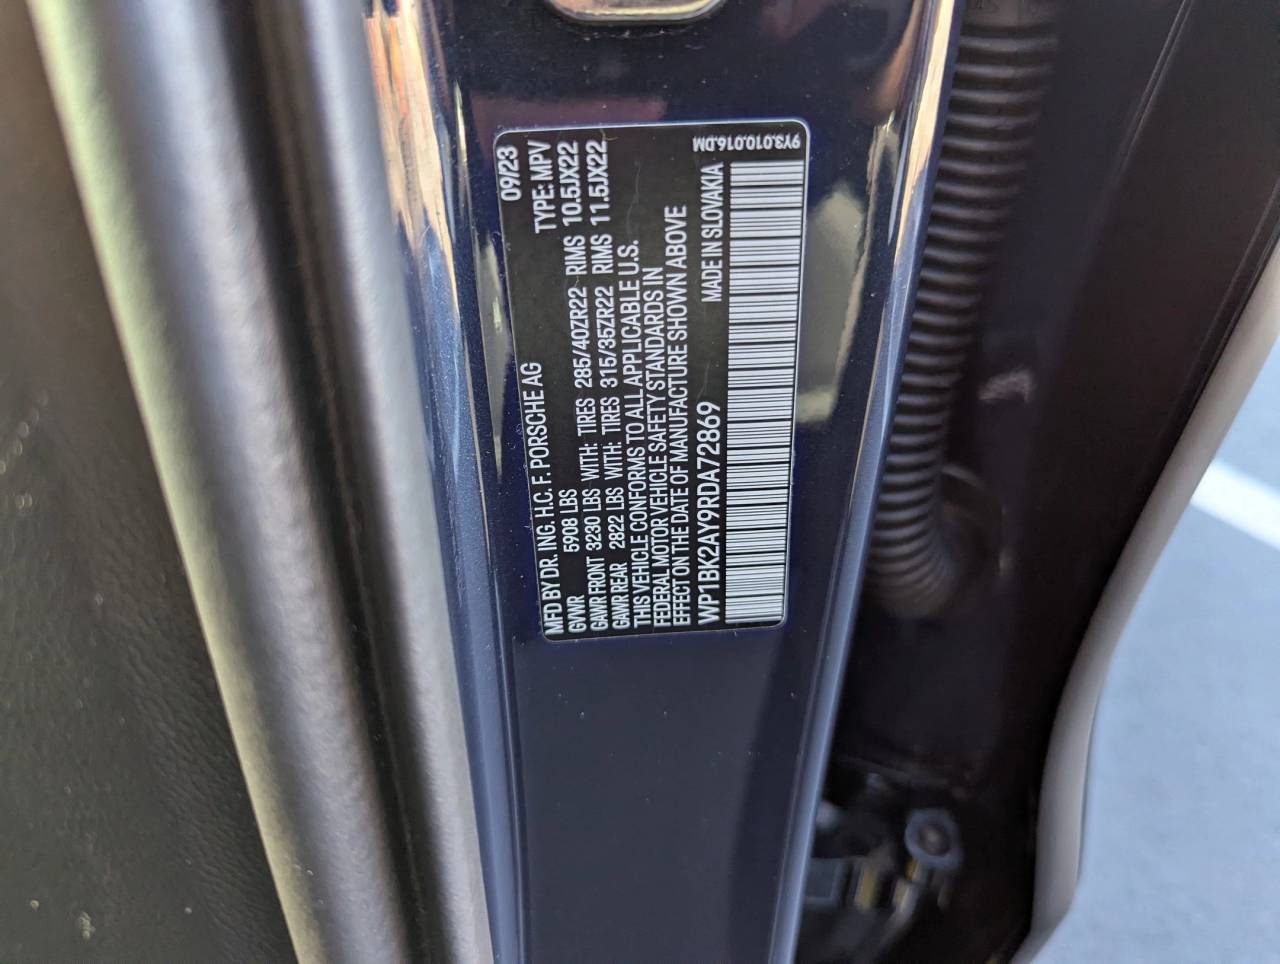 09/23
MFD BY DR. ING. H.C. F. PORSCHE AG TYPE: MPV
GVWR 5908 LBS
GAWR FRONT 3230 LBS WITH: TIRES 285/40ZR22 RIMS 10.5JX22
GAWR REAR 2822 LBS WITH: TIRES 315/35ZR22 RIMS 11.5JX22
THIS VEHICLE CONFORMS TO ALL APPLICABLE U.S.
FEDERAL MOTOR VEHICLE SAFETY STANDARDS IN
EFFECT ON THE DATE OF MANUFACTURE SHOWN ABOVE
WP1BK2AY9RDA72869 MADE IN SLOVAKIA
9Y3.010.016.DM